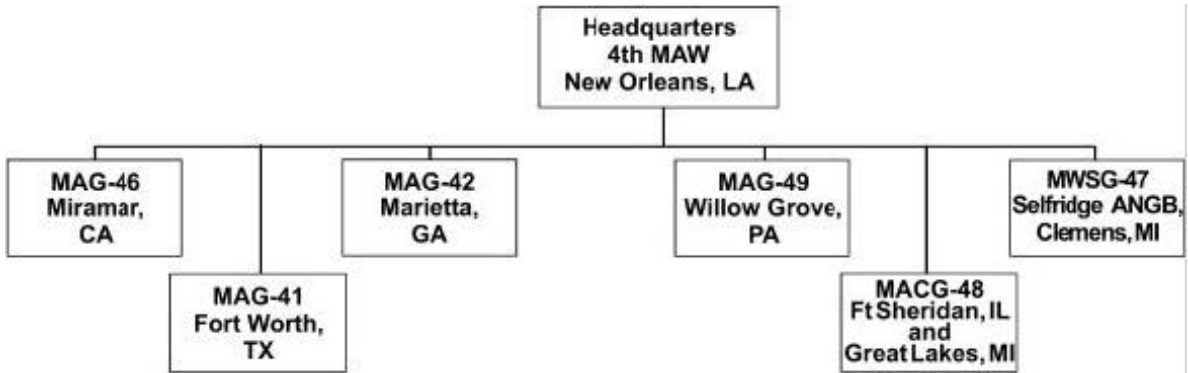 Headquarters
4th MAW
New Orleans, LA
MAG-46
Miramar,
CA
MAG-42
Marietta,
GA
MAG-49
Willow Grove,
PA
MWSG-47
Selfridge ANGB,
Clemens, MI
MAG-41
Fort Worth,
TX
MACG-48
Ft Sheridan, IL
and
Great Lakes, MI